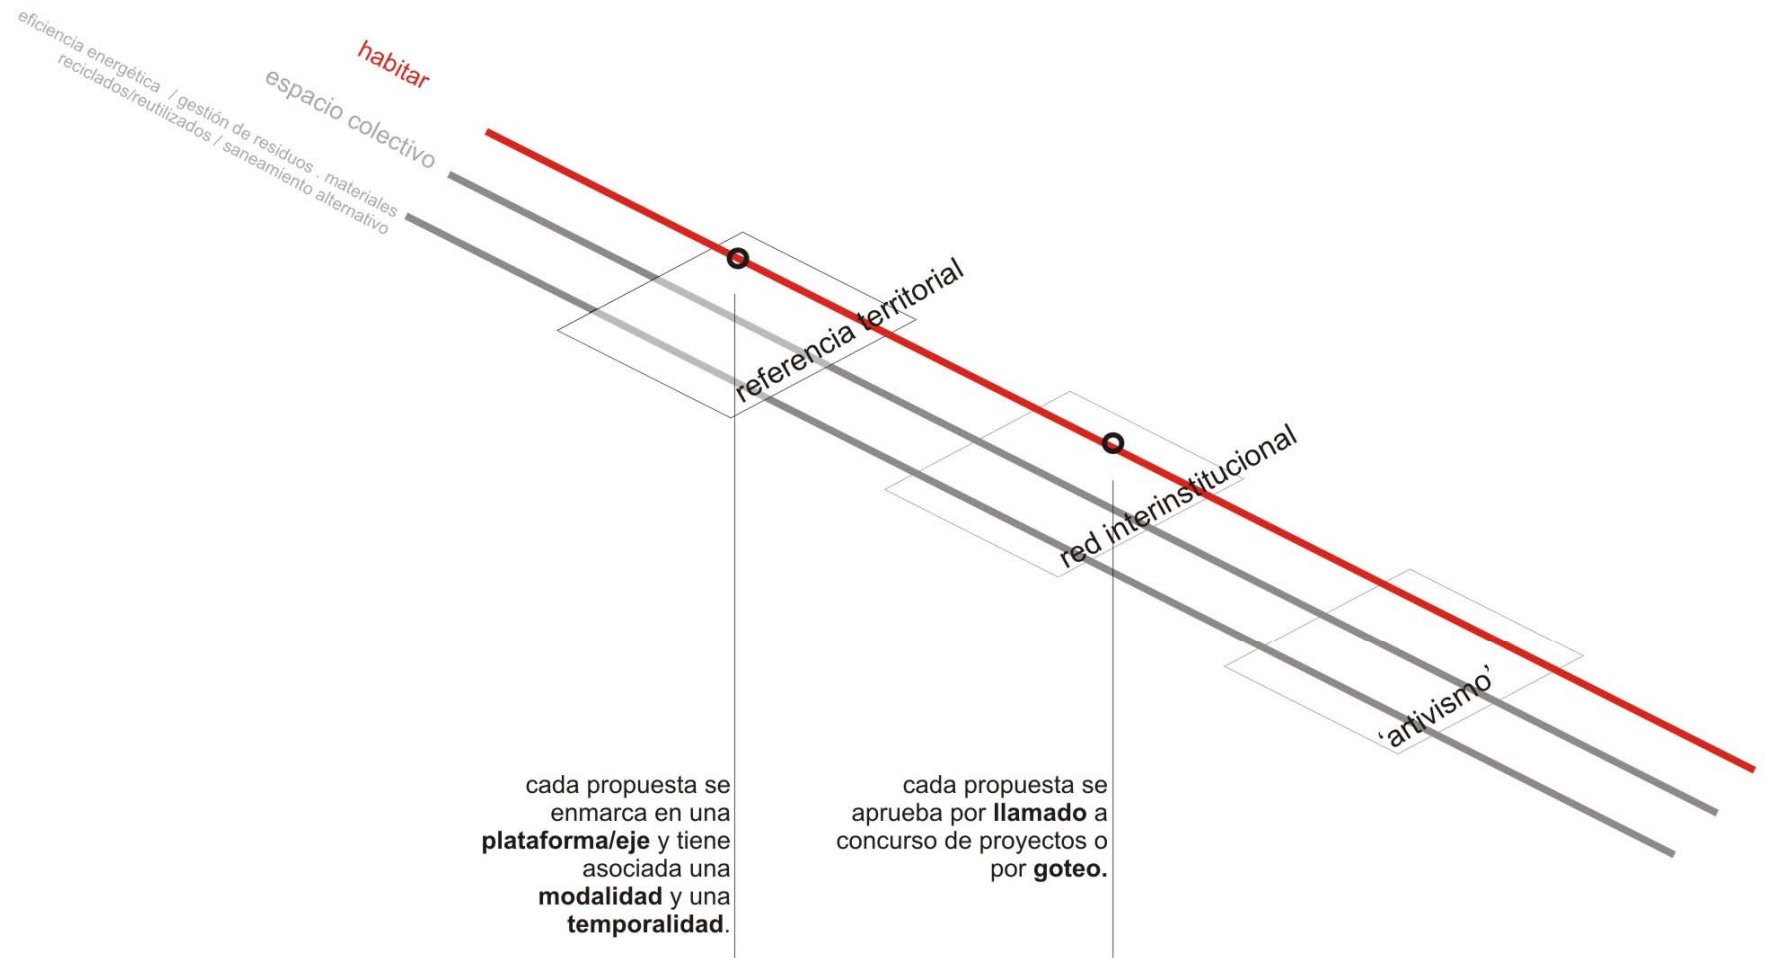 habitar
espacio colectivo
eficiencia energética / gestión de residuos . materiales
reciclados/reutilizados / saneamiento alternativo
referencia territorial
red interinstitucional
‘artivismo’
cada propuesta se
enmarca en una
plataforma/eje y tiene
asociada una
modalidad y una
temporalidad.
cada propuesta se
aprueba por llamado a
concurso de proyectos o
por goteo.